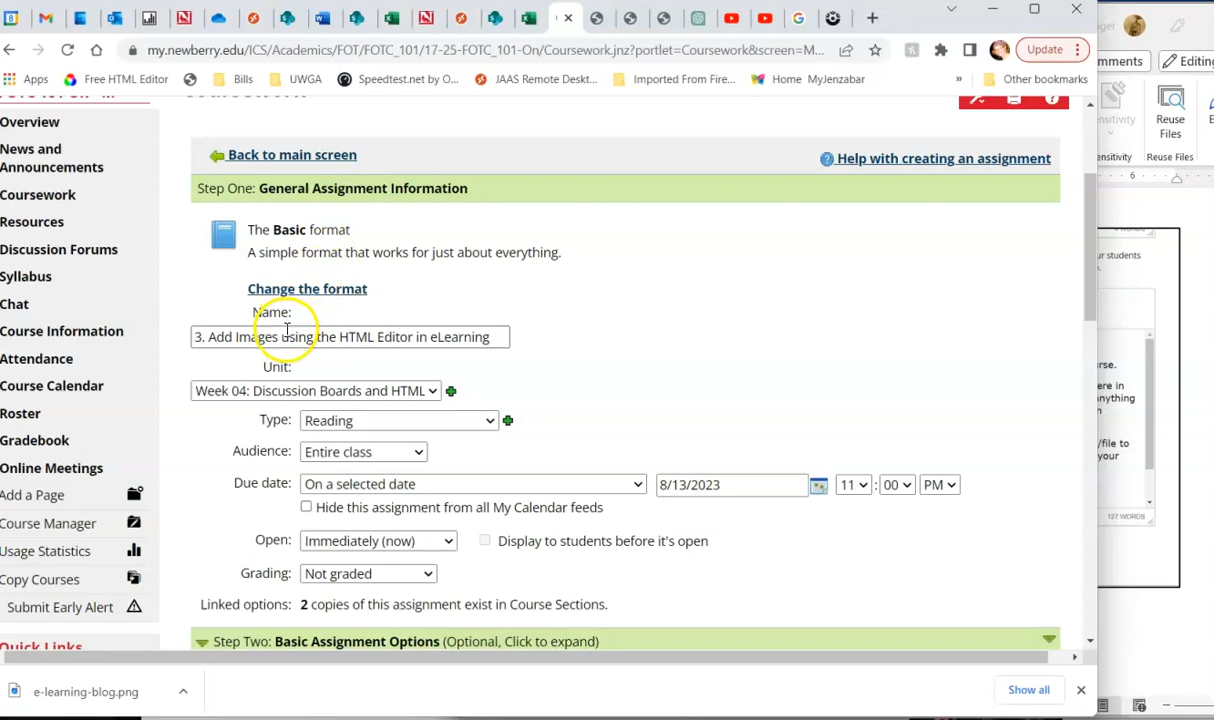 my.newberry.edu/ICS/Academics/FOT/FOTC_101/17-25-FOTC_101-On/Coursework.jnz?portlet=Coursework&screen=M...
Update
Apps
Free HTML Editor
Bills
UWGA
Speedtest.net by O...
JAAS Remote Deskt...
Imported From Fire...
Home MyJenzabar
»
Other bookmarks
Overview
News and
Announcements
Coursework
Resources
Discussion Forums
Syllabus
Chat
Course Information
Attendance
Course Calendar
Roster
Gradebook
Online Meetings
Add a Page
Course Manager
Usage Statistics
Copy Courses
Submit Early Alert
Quick Links
Back to main screen
Help with creating an assignment
Step One: General Assignment Information
The Basic format
A simple format that works for just about everything.
Change the format
Name:
3. Add Images using the HTML Editor in eLearning
Unit:
Week 04: Discussion Boards and HTML
Type: Reading
Audience: Entire class
Due date: On a selected date 8/13/2023 11 : 00 PM
Hide this assignment from all My Calendar feeds
Open: Immediately (now) Display to students before it's open
Grading: Not graded
Linked options: 2 copies of this assignment exist in Course Sections.
Step Two: Basic Assignment Options (Optional, Click to expand)
e-learning-blog.png
Show all
ger
mments
Editing
Reuse
Files
ensitivity
Reuse Files
6
ur students
n.
urse.
ere in
anything
/file to
your
127 WORDS